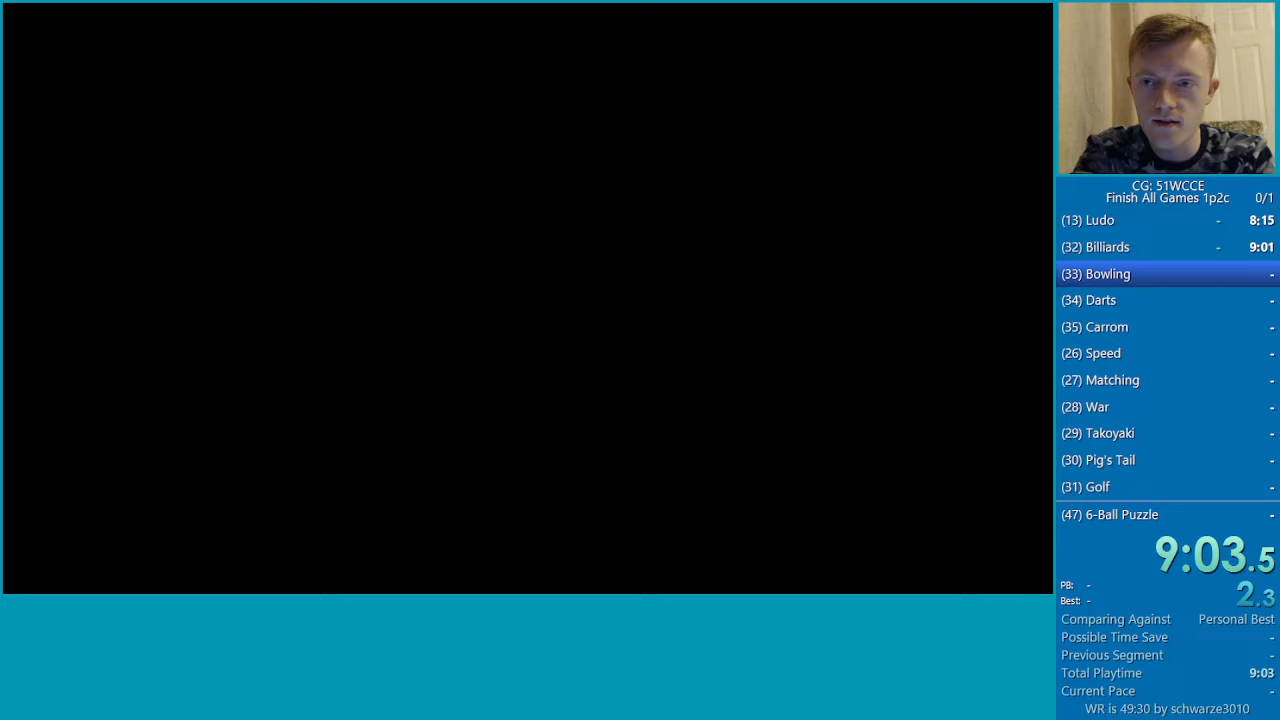 CG: 51WCCE
Finish All Games 1p2c 0/1
(13) Ludo - 8:15
(32) Billiards - 9:01
(33) Bowling -
(34) Darts -
(35) Carrom -
(26) Speed -
(27) Matching -
(28) War -
(29) Takoyaki -
(30) Pig's Tail -
(31) Golf -
(47) 6-Ball Puzzle -
9:03.5
PB: -
Best: - 2.3
Comparing Against Personal Best
Possible Time Save -
Previous Segment -
Total Playtime 9:03
Current Pace -
WR is 49:30 by schwarze3010